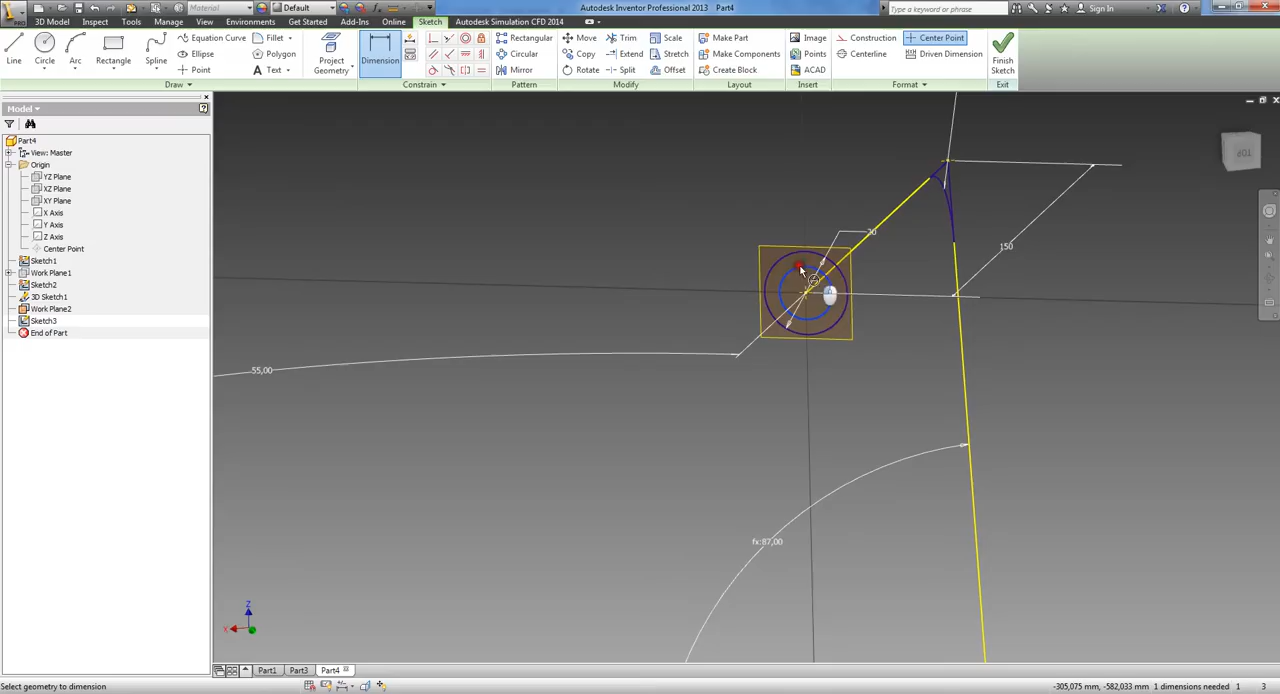 PRO
Material
Default
Autodesk Inventor Professional 2013 Part4
Type a keyword or phrase
Sign In
3D Model
Inspect
Tools
Manage
View
Environments
Get Started
Add-Ins
Online
Sketch
Autodesk Simulation CFD 2014
Line
Circle
Arc
Rectangle
Spline
Equation Curve
Ellipse
Point
Fillet
Polygon
Text
Draw
Project
Geometry
Dimension
Constrain
Rectangular
Circular
Mirror
Pattern
Move
Copy
Rotate
Trim
Extend
Split
Scale
Stretch
Offset
Modify
Make Part
Make Components
Create Block
Layout
Image
Points
ACAD
Insert
Construction
Centerline
Center Point
Driven Dimension
Format
Finish
Sketch
Exit
Model
Part4
View: Master
Origin
YZ Plane
XZ Plane
XY Plane
X Axis
Y Axis
Z Axis
Center Point
Sketch1
Work Plane1
Sketch2
3D Sketch1
Work Plane2
Sketch3
End of Part
TOP
150
55,00
fx:87,00
Z
X
Part1
Part3
Part4
Select geometry to dimension
-305,075 mm, -582,033 mm
1 dimensions needed
1
3